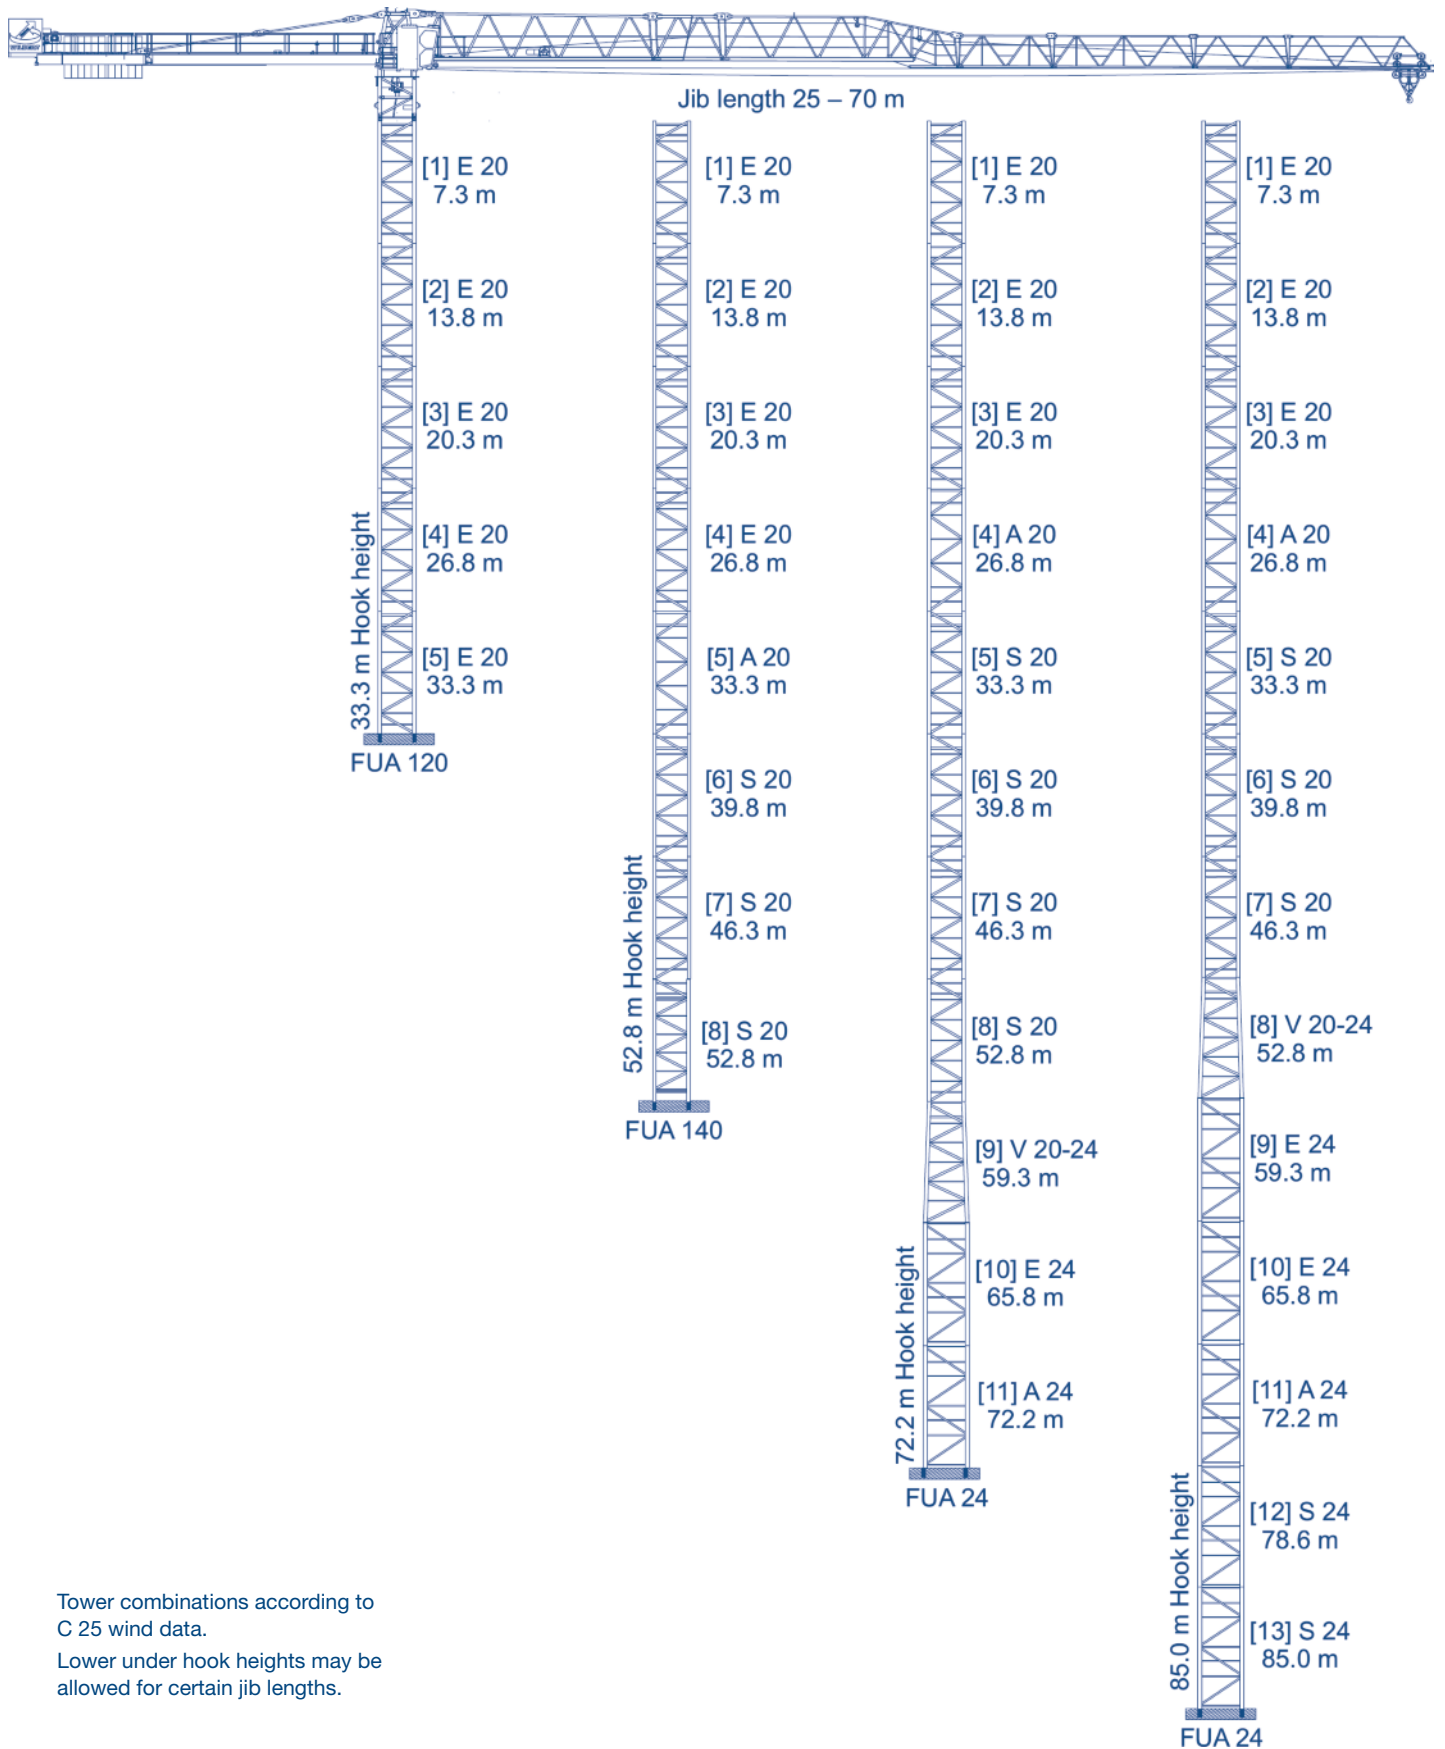 Jib length 25 – 70 m
[1] E 20
7.3 m
[2] E 20
13.8 m
[3] E 20
20.3 m
[4] E 20
26.8 m
[5] E 20
33.3 m
33.3 m Hook height
FUA 120
[1] E 20
7.3 m
[2] E 20
13.8 m
[3] E 20
20.3 m
[4] E 20
26.8 m
[5] A 20
33.3 m
[6] S 20
39.8 m
[7] S 20
46.3 m
[8] S 20
52.8 m
52.8 m Hook height
FUA 140
[1] E 20
7.3 m
[2] E 20
13.8 m
[3] E 20
20.3 m
[4] A 20
26.8 m
[5] S 20
33.3 m
[6] S 20
39.8 m
[7] S 20
46.3 m
[8] S 20
52.8 m
[9] V 20-24
59.3 m
[10] E 24
65.8 m
[11] A 24
72.2 m
72.2 m Hook height
FUA 24
[1] E 20
7.3 m
[2] E 20
13.8 m
[3] E 20
20.3 m
[4] A 20
26.8 m
[5] S 20
33.3 m
[6] S 20
39.8 m
[7] S 20
46.3 m
[8] V 20-24
52.8 m
[9] E 24
59.3 m
[10] E 24
65.8 m
[11] A 24
72.2 m
[12] S 24
78.6 m
[13] S 24
85.0 m
85.0 m Hook height
FUA 24
Tower combinations according to
C 25 wind data.
Lower under hook heights may be
allowed for certain jib lengths.